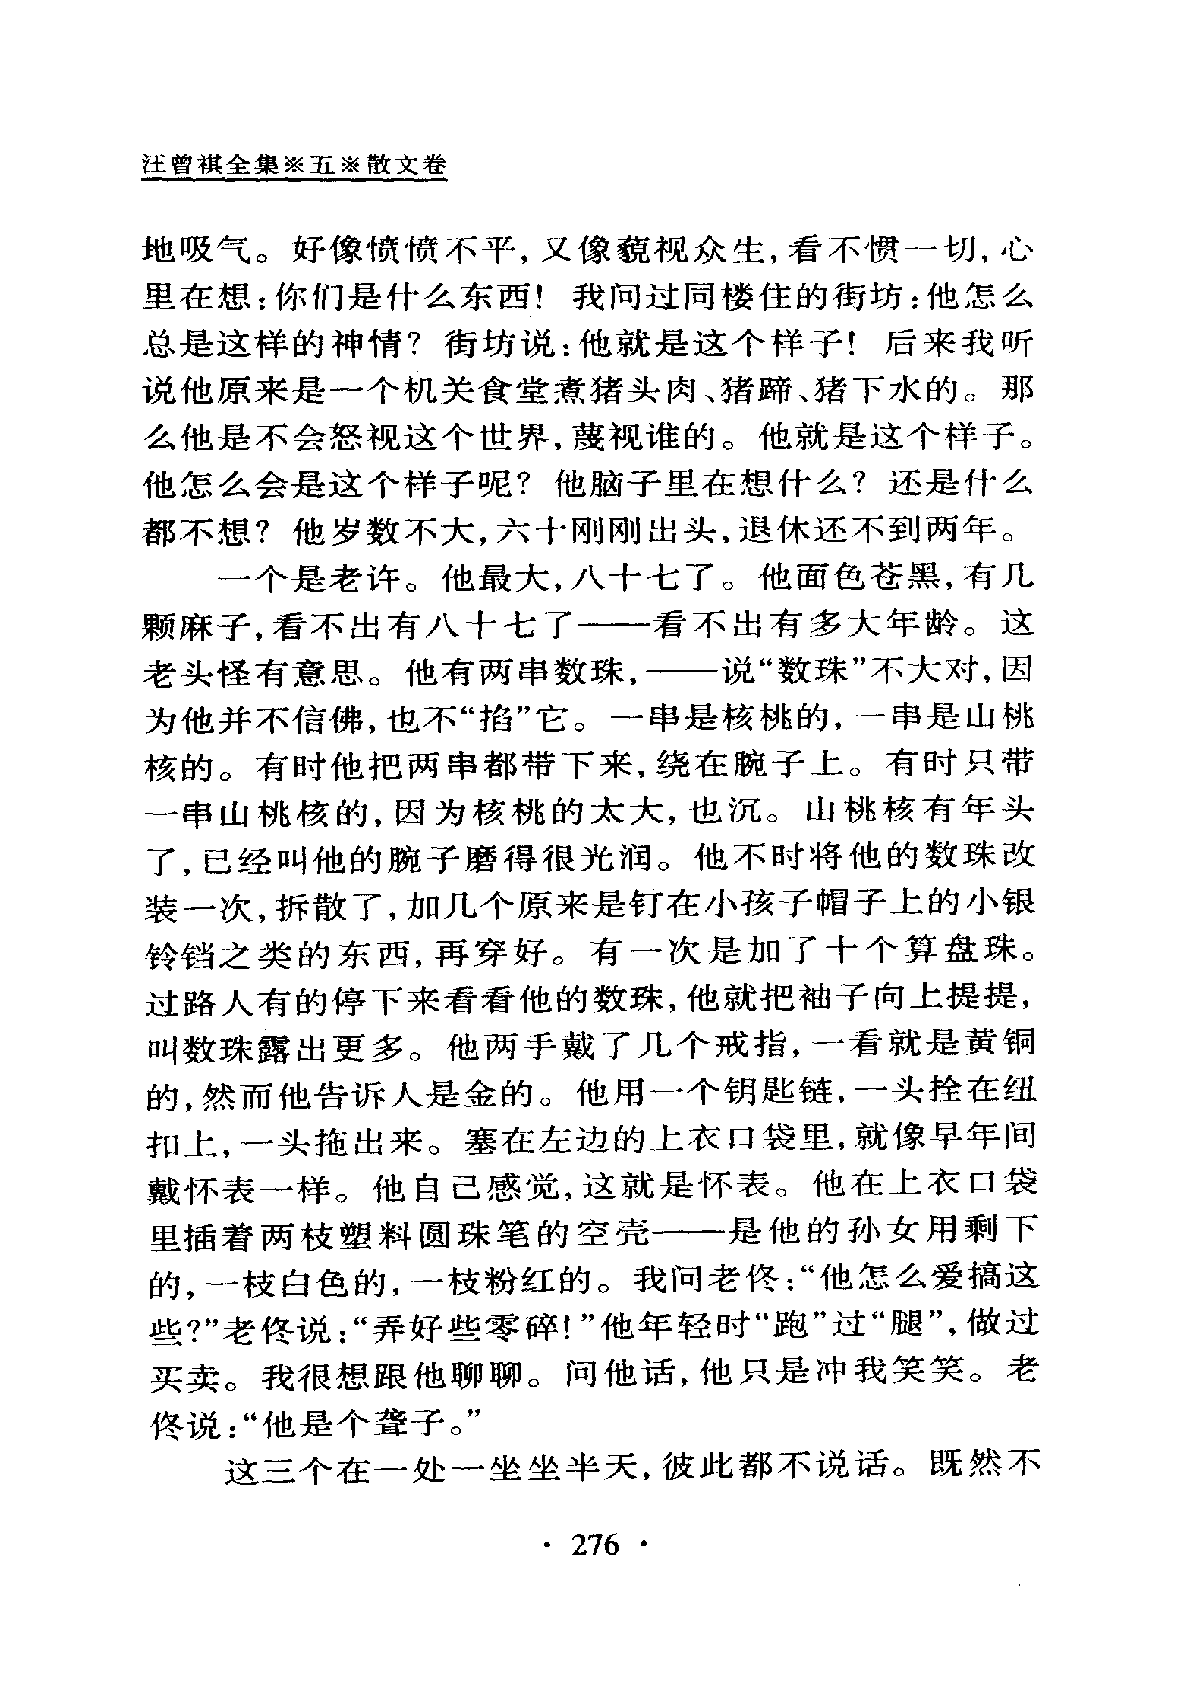 汪曾祺全集※五※散文卷
地吸气。好像愤愤不平,又像藐视众生,看不惯一切,心
里在想:你们是什么东西! 我问过同楼住的街坊:他怎么
总是这样的神情? 街坊说:他就是这个样子! 后来我听
说他原来是一个机关食堂煮猪头肉、猪蹄、猪下水的。那
么他是不会怒视这个世界,蔑视谁的。他就是这个样子。
他怎么会是这个样子呢? 他脑子里在想什么? 还是什么
都不想? 他岁数不大,六十刚刚出头,退休还不到两年。
一个是老许。他最大,八十七了。他面色苍黑,有几
颗麻子,看不出有八十七了——看不出有多大年龄。这
老头怪有意思。他有两串数珠,——说“数珠”不大对,因
为他并不信佛,也不“掐”它。一串是核桃的,一串是山桃
核的。有时他把两串都带下来,绕在腕子上。有时只带
一串山桃核的,因为核桃的太大,也沉。山桃核有年头
了,已经叫他的腕子磨得很光润。他不时将他的数珠改
装一次,拆散了,加几个原来是钉在小孩子帽子上的小银
铃铛之类的东西,再穿好。有一次是加了十个算盘珠。
过路人有的停下来看看他的数珠,他就把袖子向上提提,
叫数珠露出更多。他两手戴了几个戒指,一看就是黄铜
的,然而他告诉人是金的。他用一个钥匙链,一头拴在纽
扣上,一头拖出来。塞在左边的上衣口袋里,就像早年间
戴怀表一样。他自己感觉,这就是怀表。他在上衣口袋
里插着两枝塑料圆珠笔的空壳——是他的孙女用剩下
的,一枝白色的,一枝粉红的。我问老佟:“他怎么爱搞这
些?”老佟说:“弄好些零碎!”他年轻时“跑”过“腿”,做过
买卖。我很想跟他聊聊。问他话,他只是冲我笑笑。老
佟说:“他是个聋子。”
这三个在一处一坐坐半天,彼此都不说话。既然不
· 276 ·